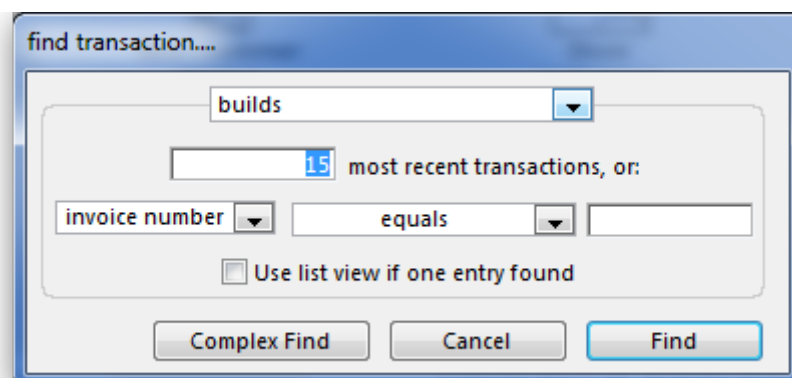 find transaction....
builds
15 most recent transactions, or:
invoice number equals
Use list view if one entry found
Complex Find Cancel Find